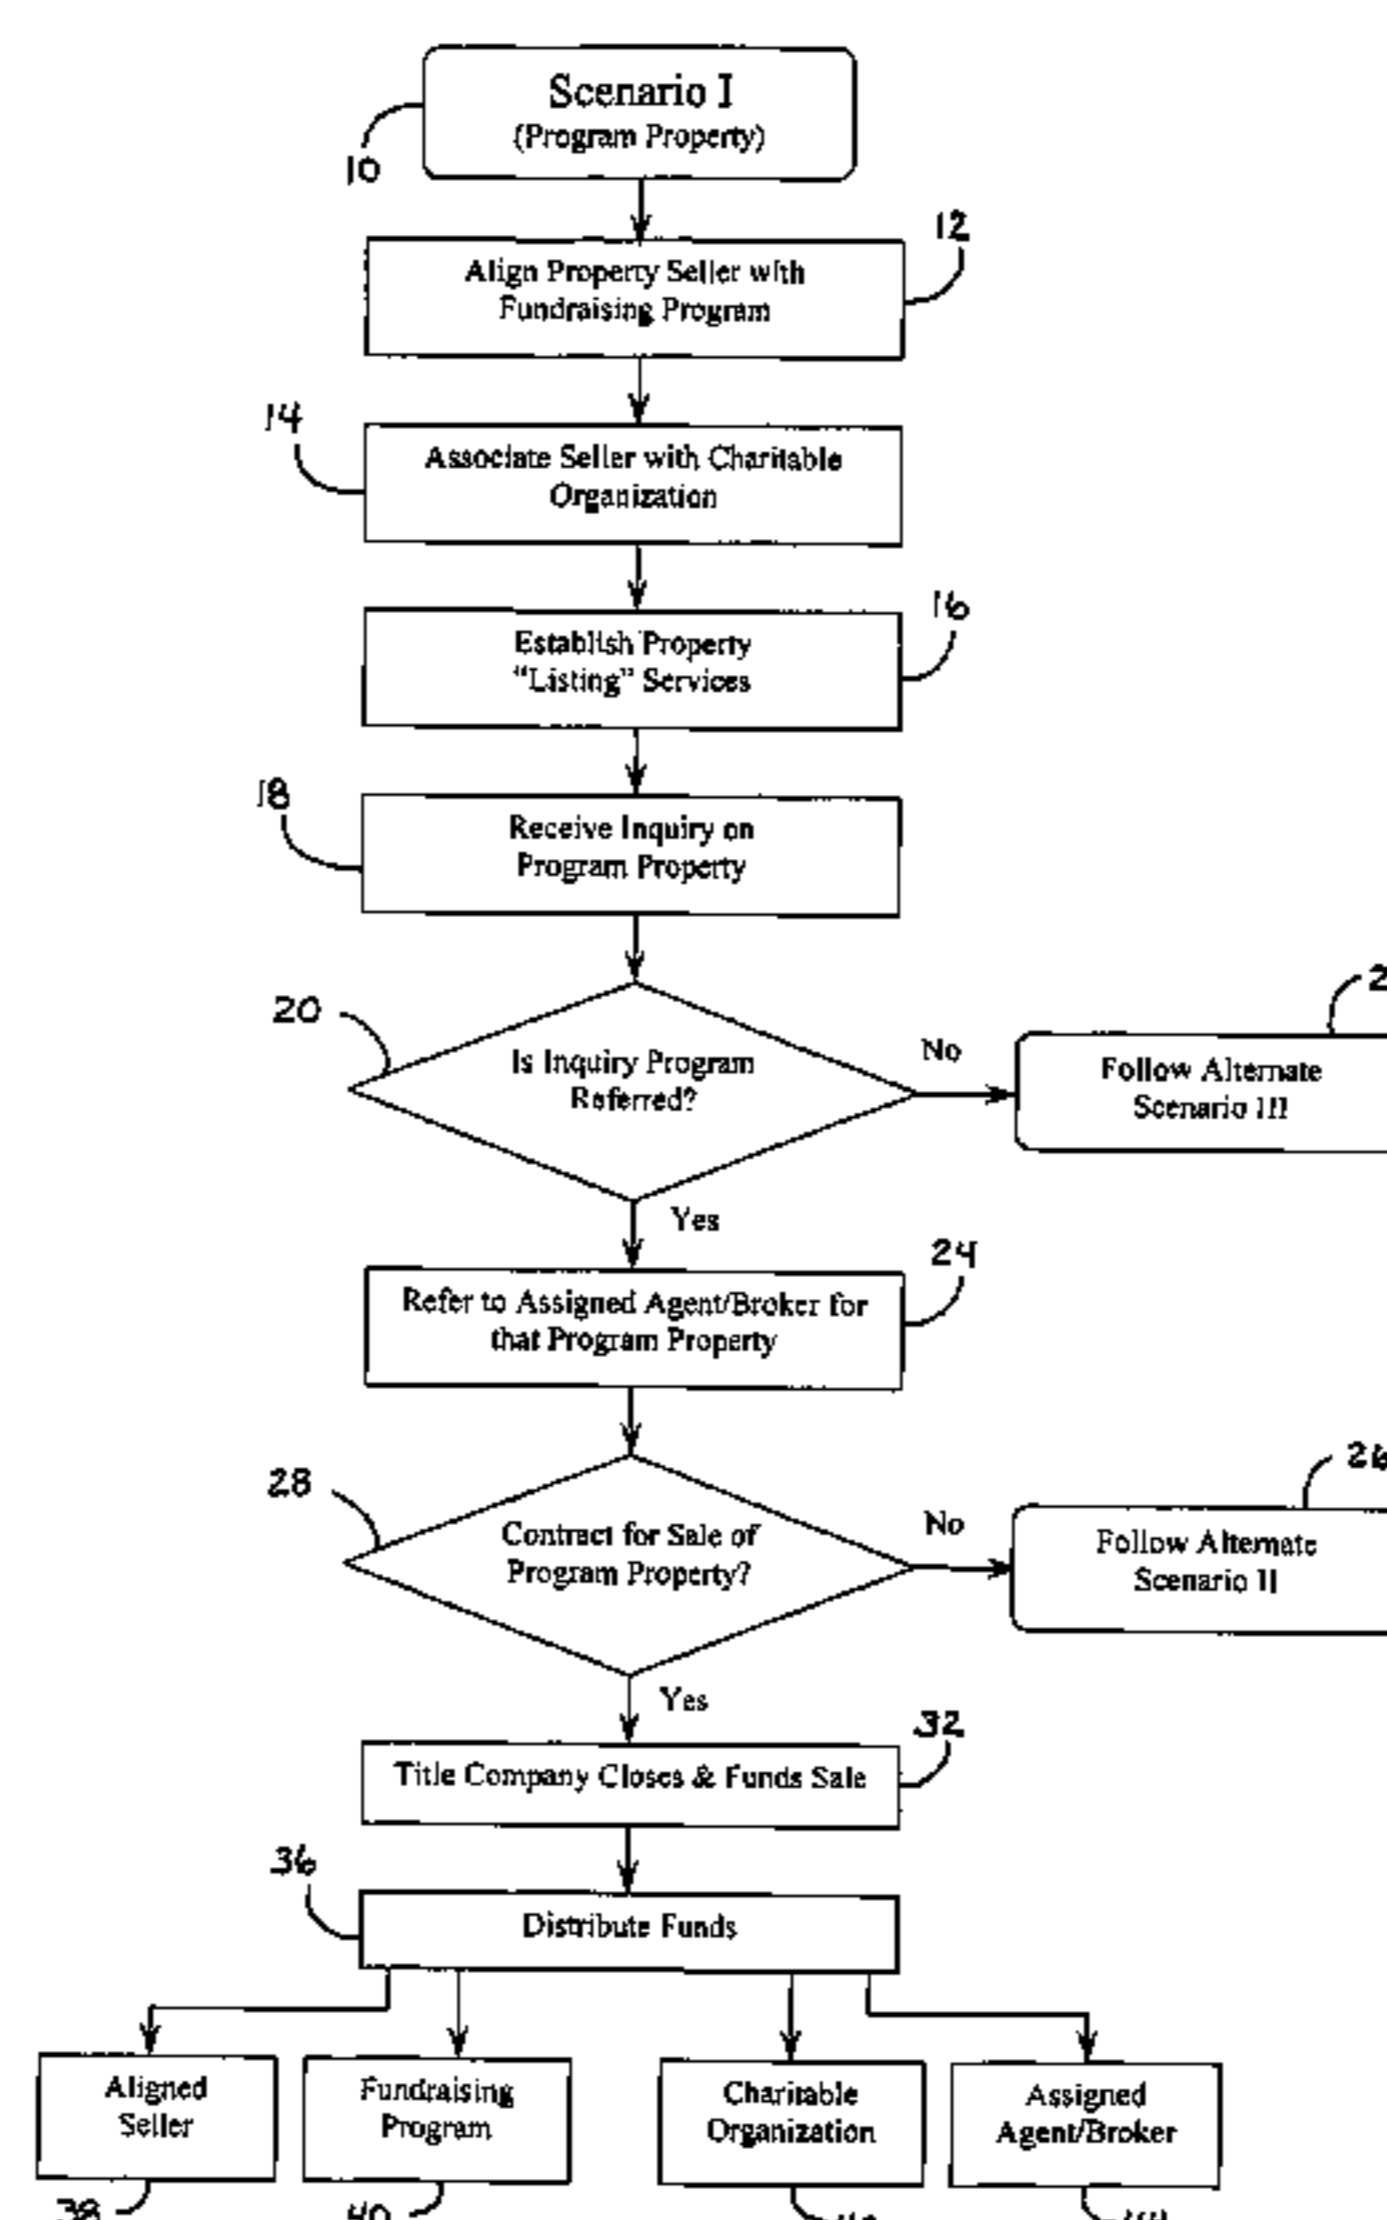 Scenario I
(Program Property)
10
12
Align Property Seller with
Fundraising Program
14
Associate Seller with Charitable
Organization
16
Establish Property
"Listing" Services
18
Receive Inquiry on
Program Property
20
Is Inquiry Program
Referred?
No
Follow Alternate
Scenario III
Yes
24
Refer to Assigned Agent/Broker for
that Program Property
28
Contract for Sale of
Program Property?
No
26
Follow Alternate
Scenario II
Yes
32
Title Company Closes & Funds Sale
36
Distribute Funds
Aligned
Seller
Fundraising
Program
Charitable
Organization
Assigned
Agent/Broker
38
40